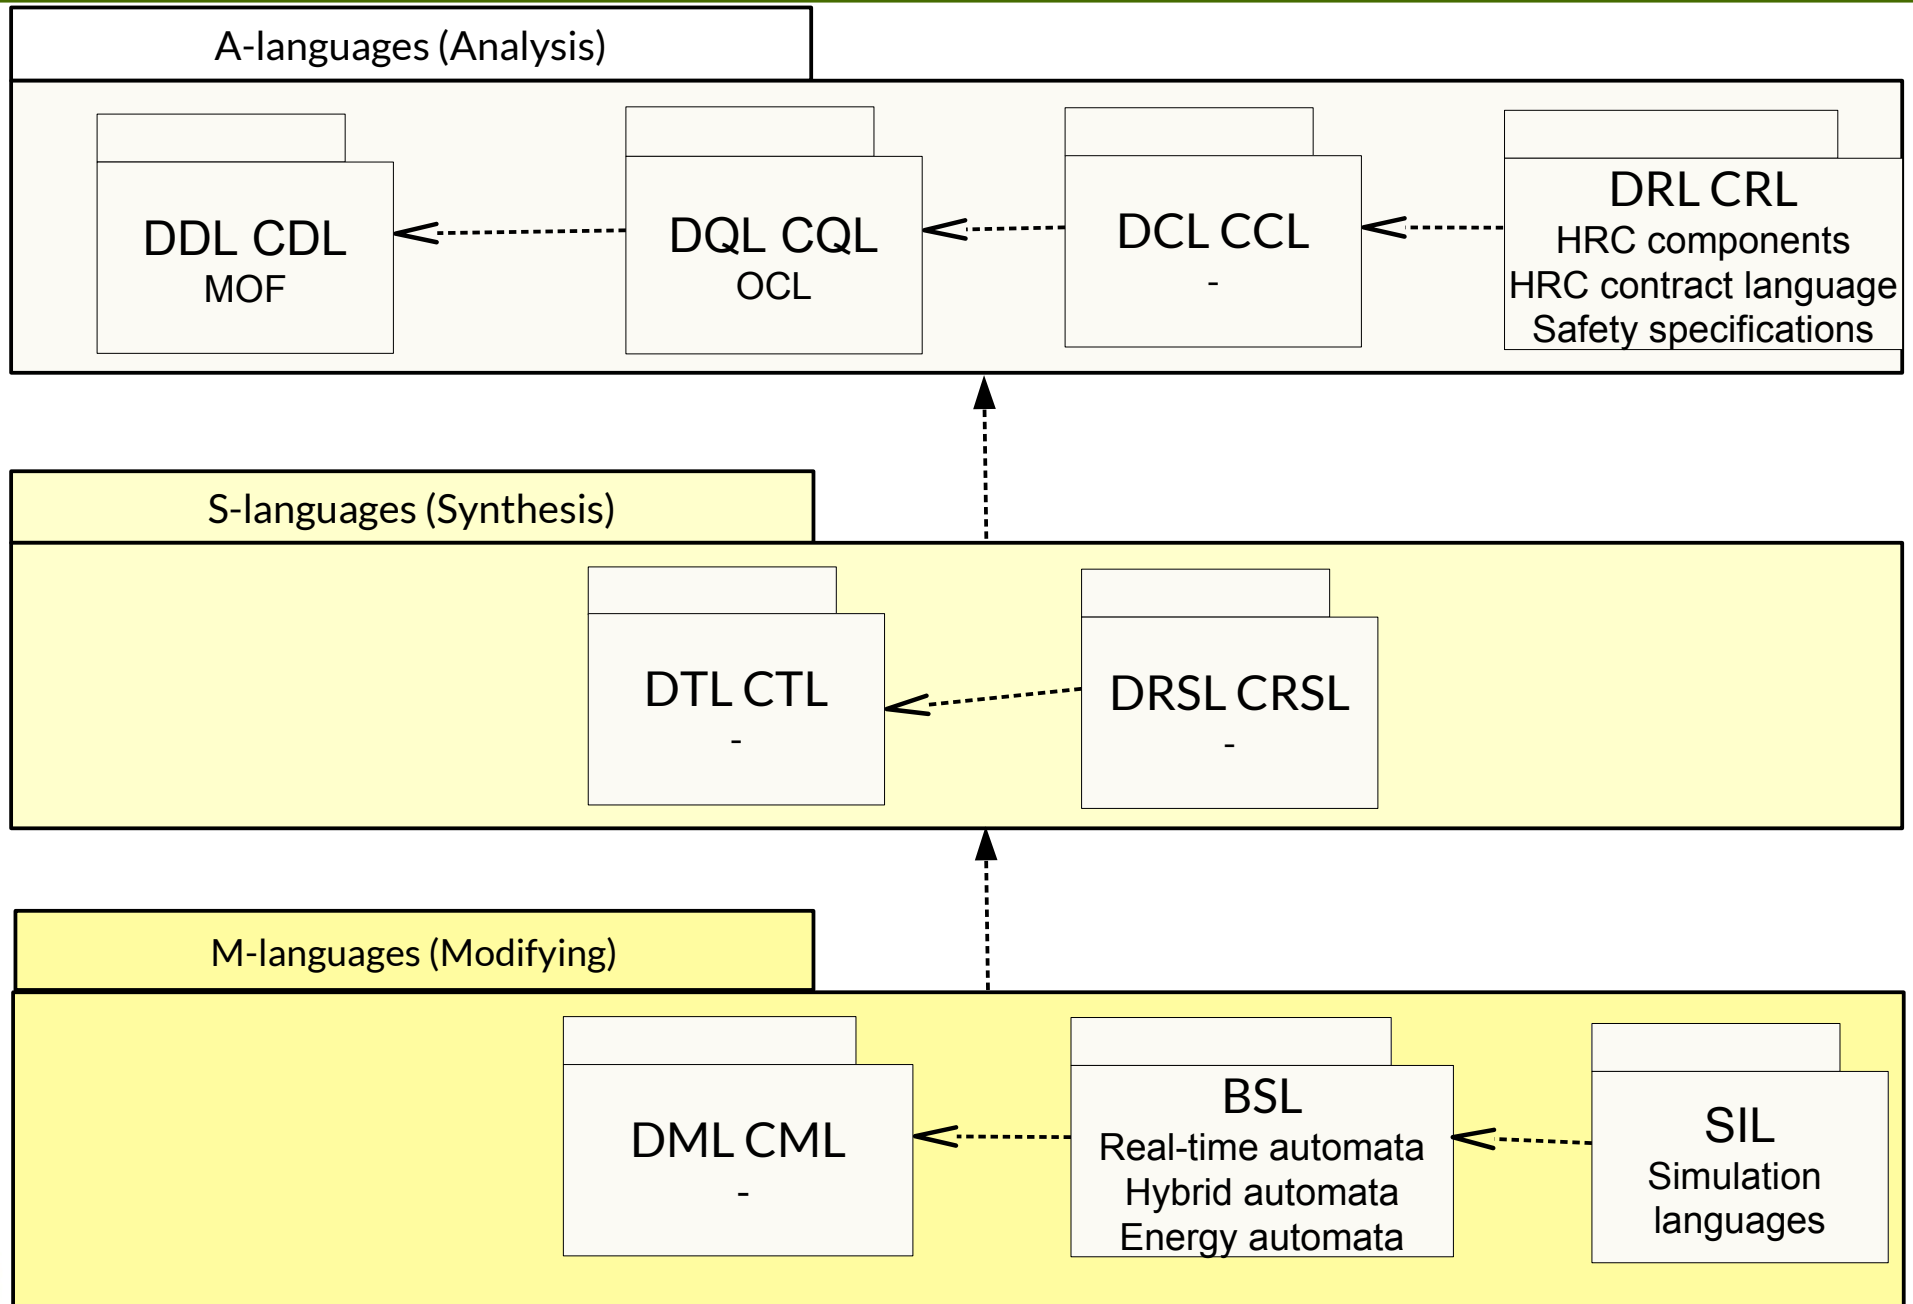 A-languages (Analysis)
DDL CDL
MOF
DQL CQL
OCL
DCL CCL
-
DRL CRL
HRC components
HRC contract language
Safety specifications
S-languages (Synthesis)
DTL CTL
-
DRSL CRSL
-
M-languages (Modifying)
DML CML
-
BSL
Real-time automata
Hybrid automata
Energy automata
SIL
Simulation
languages